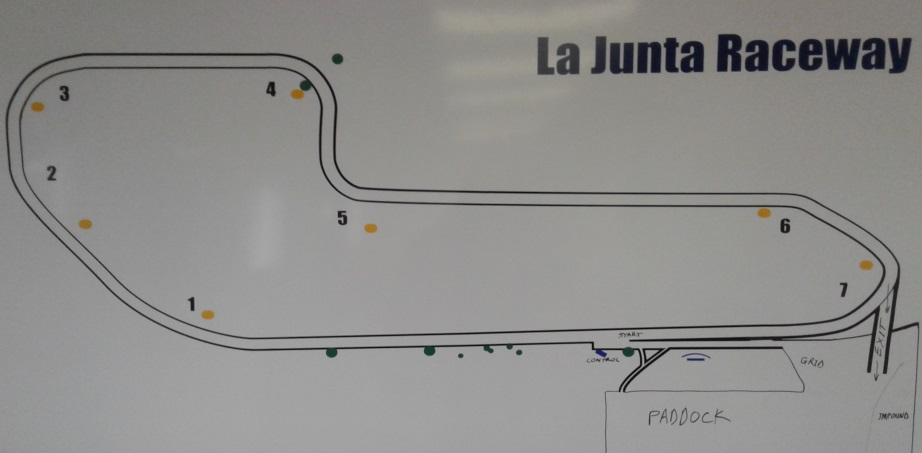 La Junta Raceway
3
4
2
5
6
7
1
START
CONTROL
GRID
EXIT
PADDOCK
IMPOUND